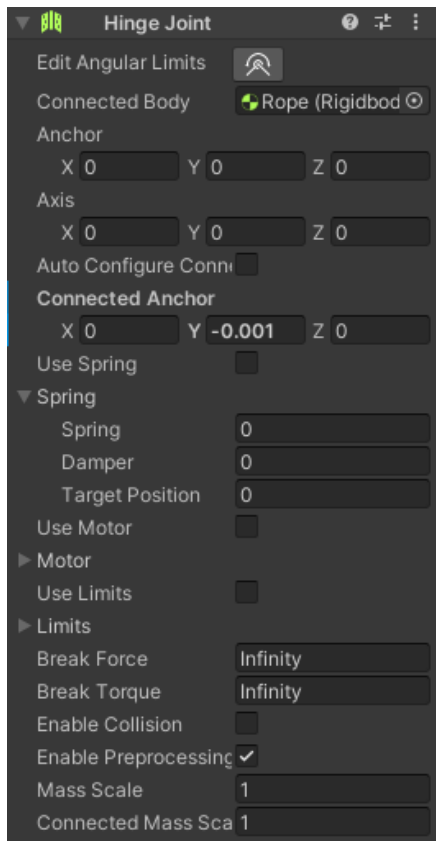 Hinge Joint
Edit Angular Limits
Connected Body Rope (Rigidbod
Anchor
X 0 Y 0 Z 0
Axis
X 0 Y 0 Z 0
Auto Configure Conn
Connected Anchor
X 0 Y -0.001 Z 0
Use Spring
Spring
Spring 0
Damper 0
Target Position 0
Use Motor
Motor
Use Limits
Limits
Break Force Infinity
Break Torque Infinity
Enable Collision
Enable Preprocessing
Mass Scale 1
Connected Mass Sca 1